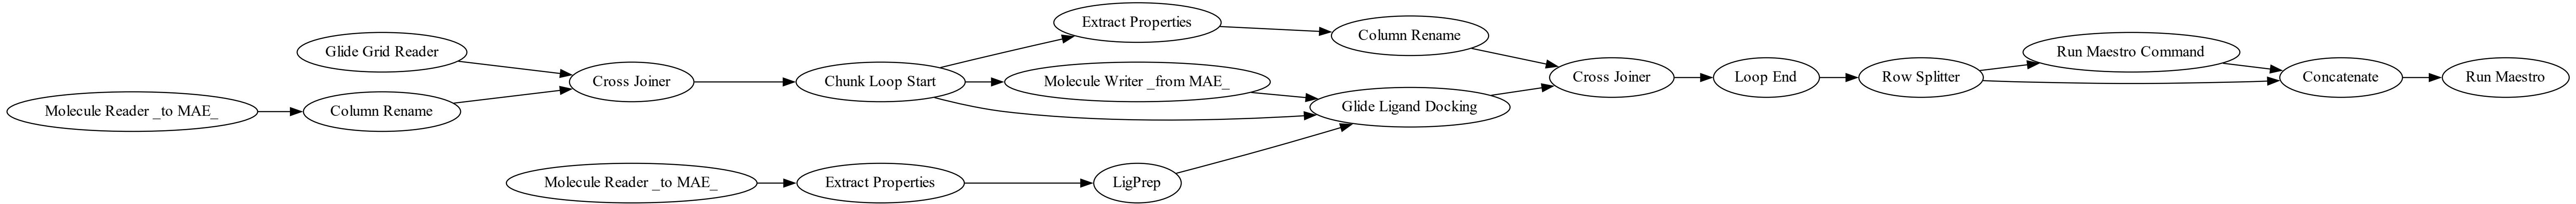 Glide Grid Reader
Molecule Reader _to MAE_
Column Rename
Cross Joiner
Chunk Loop Start
Extract Properties
Column Rename
Molecule Writer _from MAE_
Glide Ligand Docking
Molecule Reader _to MAE_
Extract Properties
LigPrep
Cross Joiner
Loop End
Row Splitter
Run Maestro Command
Concatenate
Run Maestro